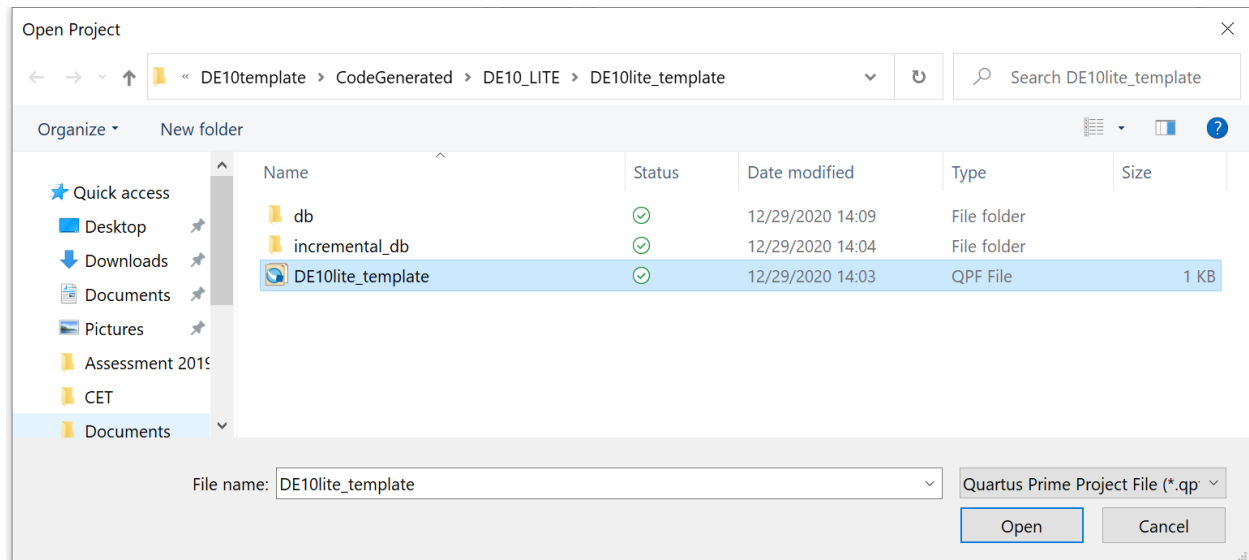 Open Project
« DE10template > CodeGenerated > DE10_LITE > DE10lite_template
Search DE10lite_template
Organize New folder
?
Name Status Date modified Type Size
Quick access
Desktop
Downloads
Documents
Pictures
Assessment 2019
CET
Documents
db 12/29/2020 14:09 File folder
incremental_db 12/29/2020 14:04 File folder
DE10lite_template 12/29/2020 14:03 QPF File 1 KB
File name: DE10lite_template Quartus Prime Project File (*.qp
Open Cancel